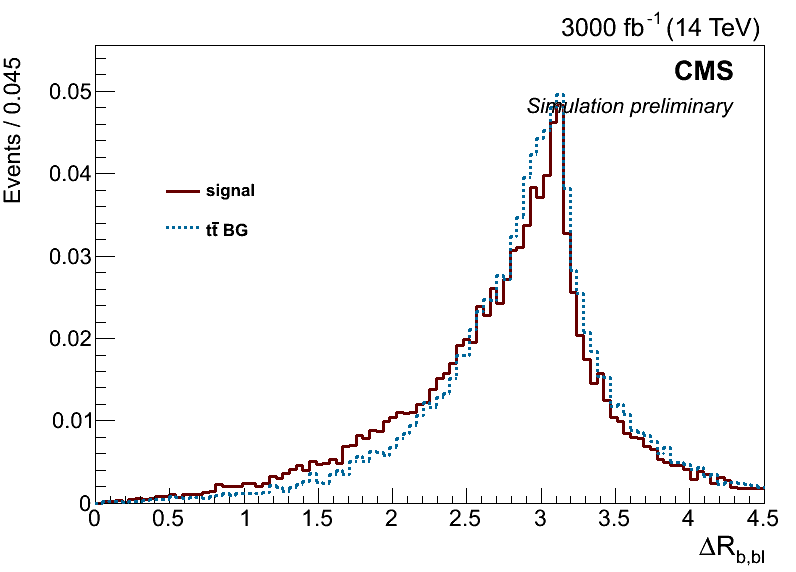 3000 fb⁻¹ (14 TeV)
CMS
Simulation preliminary
Events / 0.045
0.05
0.04
0.03
0.02
0.01
0
signal
tt̄ BG
0 0.5 1 1.5 2 2.5 3 3.5 4 4.5
ΔR_b,bl